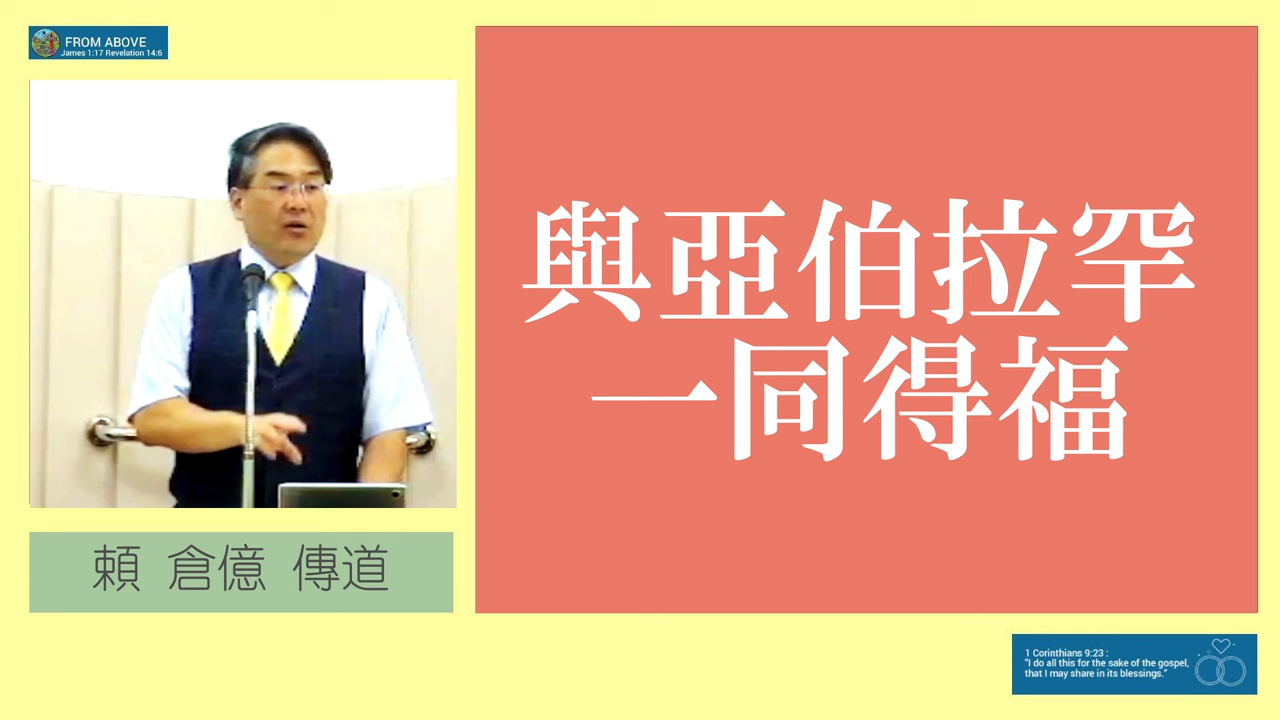 FROM ABOVE
James 1:17 Revelation 14:6
與亞伯拉罕
一同得福
賴 倉億 傳道
1 Corinthians 9:23 :
"I do all this for the sake of the gospel,
that I may share in its blessings."